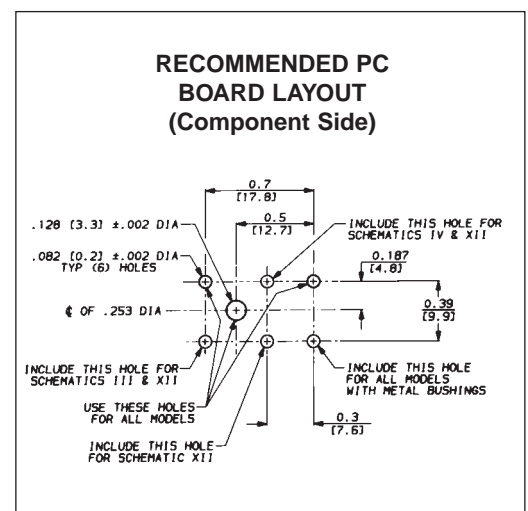 RECOMMENDED PC
BOARD LAYOUT
(Component Side)
0.7
[17.8]
.128 [3.3] ±.002 DIA
0.5
[12.7]
INCLUDE THIS HOLE FOR
SCHEMATICS IV & XII
.082 [0.2] ±.002 DIA
TYP (6) HOLES
0.187
[4.8]
℄ OF .253 DIA
0.39
[9.9]
INCLUDE THIS HOLE FOR
SCHEMATICS III & XII
INCLUDE THIS HOLE
FOR ALL MODELS
WITH METAL BUSHINGS
USE THESE HOLES
FOR ALL MODELS
0.3
[7.6]
INCLUDE THIS HOLE
FOR SCHEMATIC XII